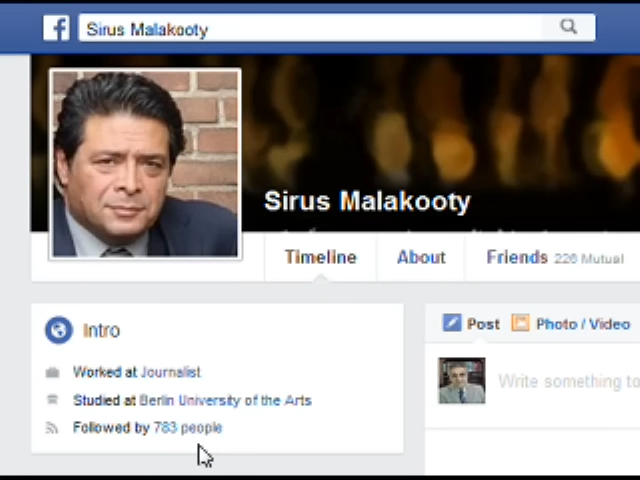 f Sirus Malakooty
Sirus Malakooty
Timeline About Friends 226 Mutual
Intro
Worked at Journalist
Studied at Berlin University of the Arts
Followed by 783 people
Post Photo / Video
Write something to